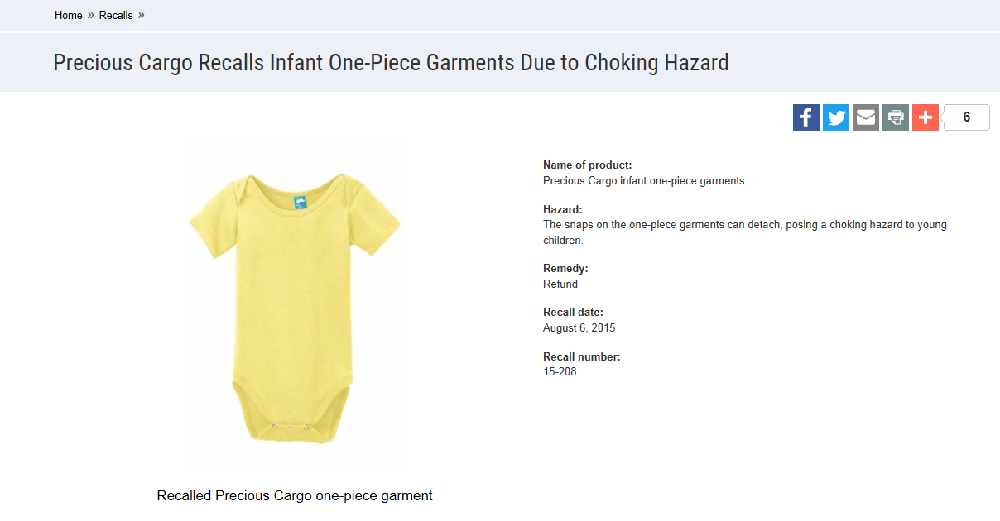 Home » Recalls »
Precious Cargo Recalls Infant One-Piece Garments Due to Choking Hazard
6
Name of product:
Precious Cargo infant one-piece garments
Hazard:
The snaps on the one-piece garments can detach, posing a choking hazard to young
children.
Remedy:
Refund
Recall date:
August 6, 2015
Recall number:
15-208
Recalled Precious Cargo one-piece garment